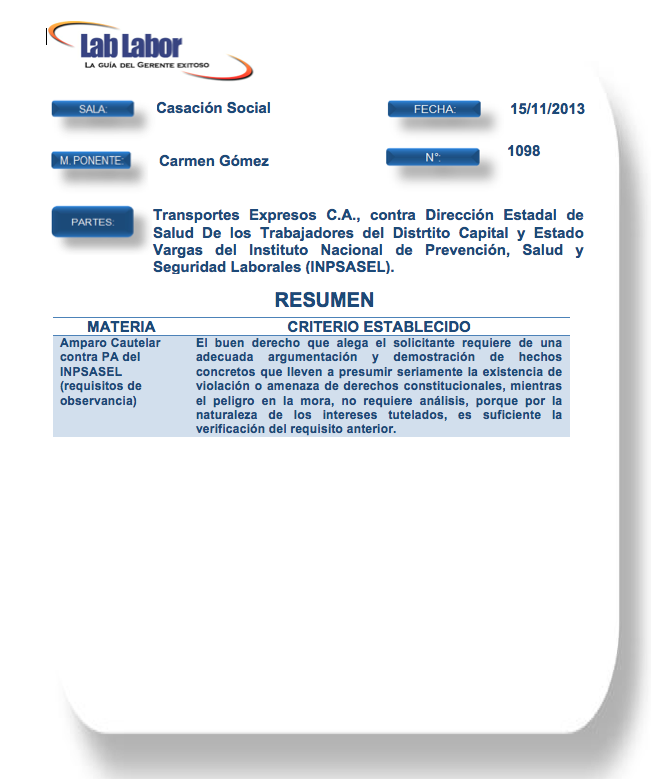 Lab Labor
LA GUÍA DEL GERENTE EXITOSO
SALA: Casación Social FECHA: 15/11/2013
M. PONENTE: Carmen Gómez N°: 1098
PARTES: Transportes Expresos C.A., contra Dirección Estadal de
Salud De los Trabajadores del Distrtito Capital y Estado
Vargas del Instituto Nacional de Prevención, Salud y
Seguridad Laborales (INPSASEL).
RESUMEN
MATERIA CRITERIO ESTABLECIDO
Amparo Cautelar
contra PA del
INPSASEL
(requisitos de
observancia)
El buen derecho que alega el solicitante requiere de una
adecuada argumentación y demostración de hechos
concretos que lleven a presumir seriamente la existencia de
violación o amenaza de derechos constitucionales, mientras
el peligro en la mora, no requiere análisis, porque por la
naturaleza de los intereses tutelados, es suficiente la
verificación del requisito anterior.